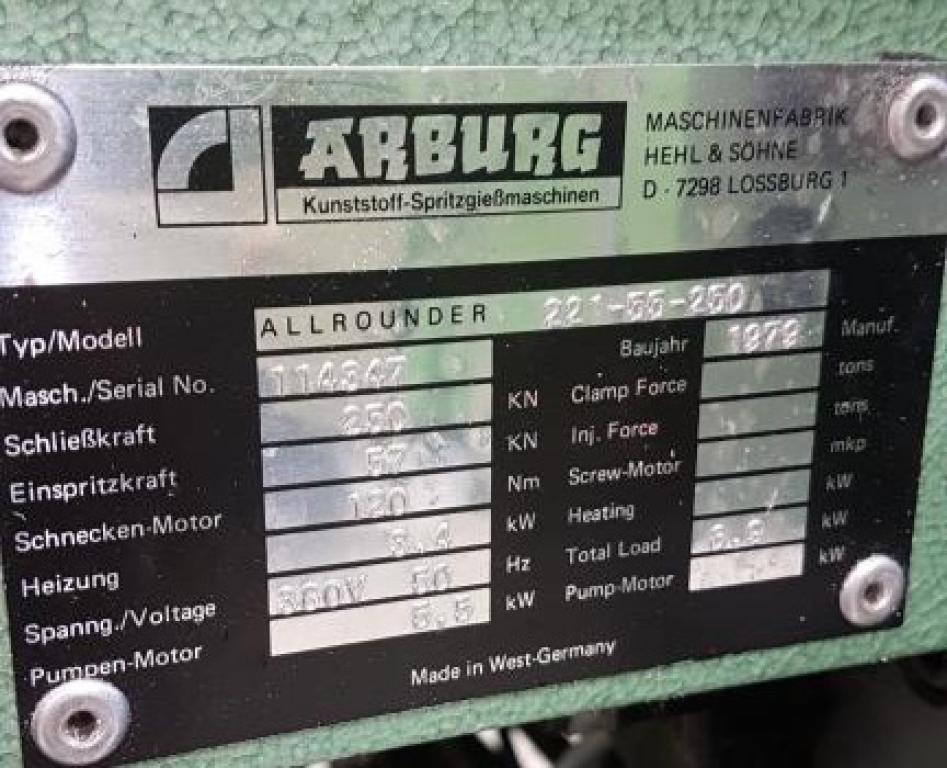 ARBURG
Kunststoff-Spritzgießmaschinen
MASCHINENFABRIK
HEHL & SÖHNE
D - 7298 LOSSBURG 1
Typ/Modell ALLROUNDER 221-55-250
Masch./Serial No. 114347 Baujahr 1979 Manuf.
Schließkraft 250 KN Clamp Force tons
Einspritzkraft 57 KN Inj. Force tons
Schnecken-Motor 120 Nm Screw-Motor mkp
Heizung 3.4 kW Heating kW
Spanng./Voltage 50 Hz Total Load kW
Pumpen-Motor 5.5 kW Pump-Motor kW
Made in West-Germany